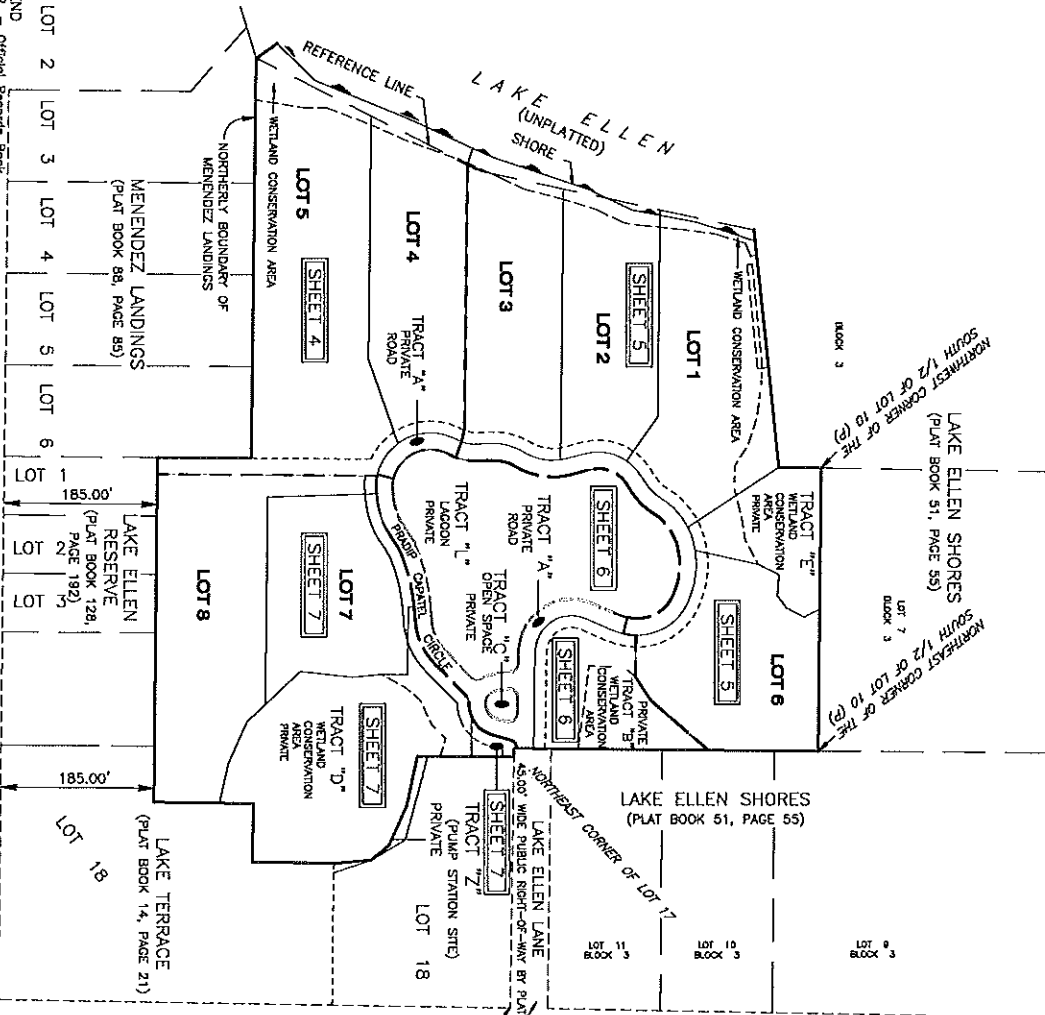 REFERENCE LINE
LAKE ELLEN
(UNPLATTED)
SHORE
WETLAND CONSERVATION AREA
NORTHERLY BOUNDARY OF
MENENDEZ LANDINGS
LOT 5
LOT 4
LOT 3
LOT 2
LOT 1
SHEET 4
SHEET 5
WETLAND CONSERVATION AREA
TRACT "A"
PRIVATE
ROAD
BLOCK 3
NORTHWEST CORNER OF THE
SOUTH 1/2 OF LOT 10 (P)
LAKE ELLEN SHORES
(PLAT BOOK 51, PAGE 55)
LOT 7
BLOCK 3
NORTHEAST CORNER OF THE
SOUTH 1/2 OF LOT 10 (P)
TRACT "E"
WETLAND
CONSERVATION
AREA
PRIVATE
SHEET 5
LOT 6
SHEET 6
TRACT "A"
PRIVATE
ROAD
TRACT "L"
LAGOON
PRIVATE
TRACT "C"
OPEN SPACE
PRIVATE
PRADIP CAPATEL CIRCLE
SHEET 6
PRIVATE
TRACT "B"
WETLAND
CONSERVATION
AREA
LOT 7
SHEET 7
LOT 8
TRACT "D"
WETLAND
CONSERVATION
AREA
PRIVATE
SHEET 7
SHEET 7
TRACT "Z"
(PUMP STATION SITE)
PRIVATE
LOT 18
LAKE ELLEN LANE
45.00' WIDE PUBLIC RIGHT-OF-WAY BY PLAT
NORTHEAST CORNER OF LOT 17
LAKE ELLEN SHORES
(PLAT BOOK 51, PAGE 55)
LOT 11
BLOCK 3
LOT 10
BLOCK 3
LOT 9
BLOCK 3
MENENDEZ LANDINGS
(PLAT BOOK 88, PAGE 85)
LOT 2
LOT 3
LOT 4
LOT 5
LOT 6
LOT 1
185.00'
LOT 2
LOT 3
LAKE ELLEN
RESERVE
(PLAT BOOK 128,
PAGE 192)
185.00'
LOT 18
LAKE TERRACE
(PLAT BOOK 14, PAGE 21)
= Official Records Book